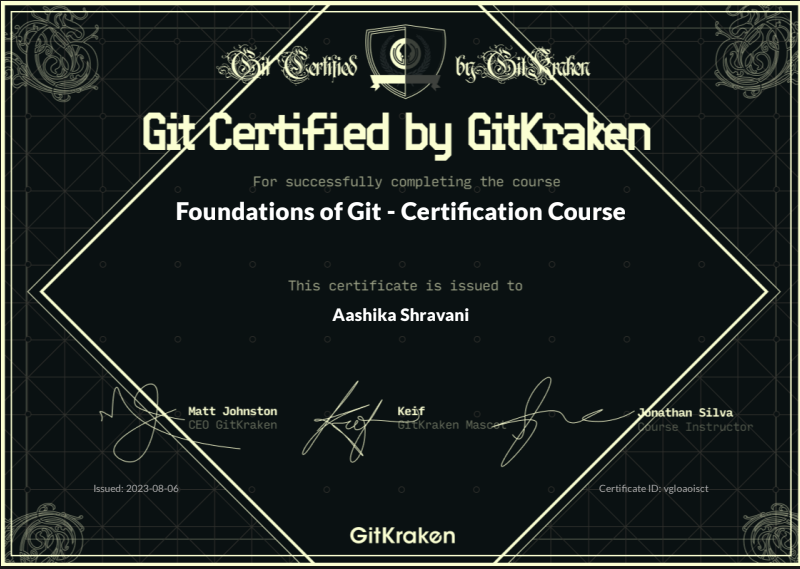 Git Certified by GitKraken
Git Certified by GitKraken
For successfully completing the course
Foundations of Git - Certification Course
This certificate is issued to
Aashika Shravani
Matt Johnston
CEO GitKraken
Keif
Keif
GitKraken Mascot
Jonathan Silva
Course Instructor
Issued: 2023-08-06
Certificate ID: vgloaoisct
GitKraken